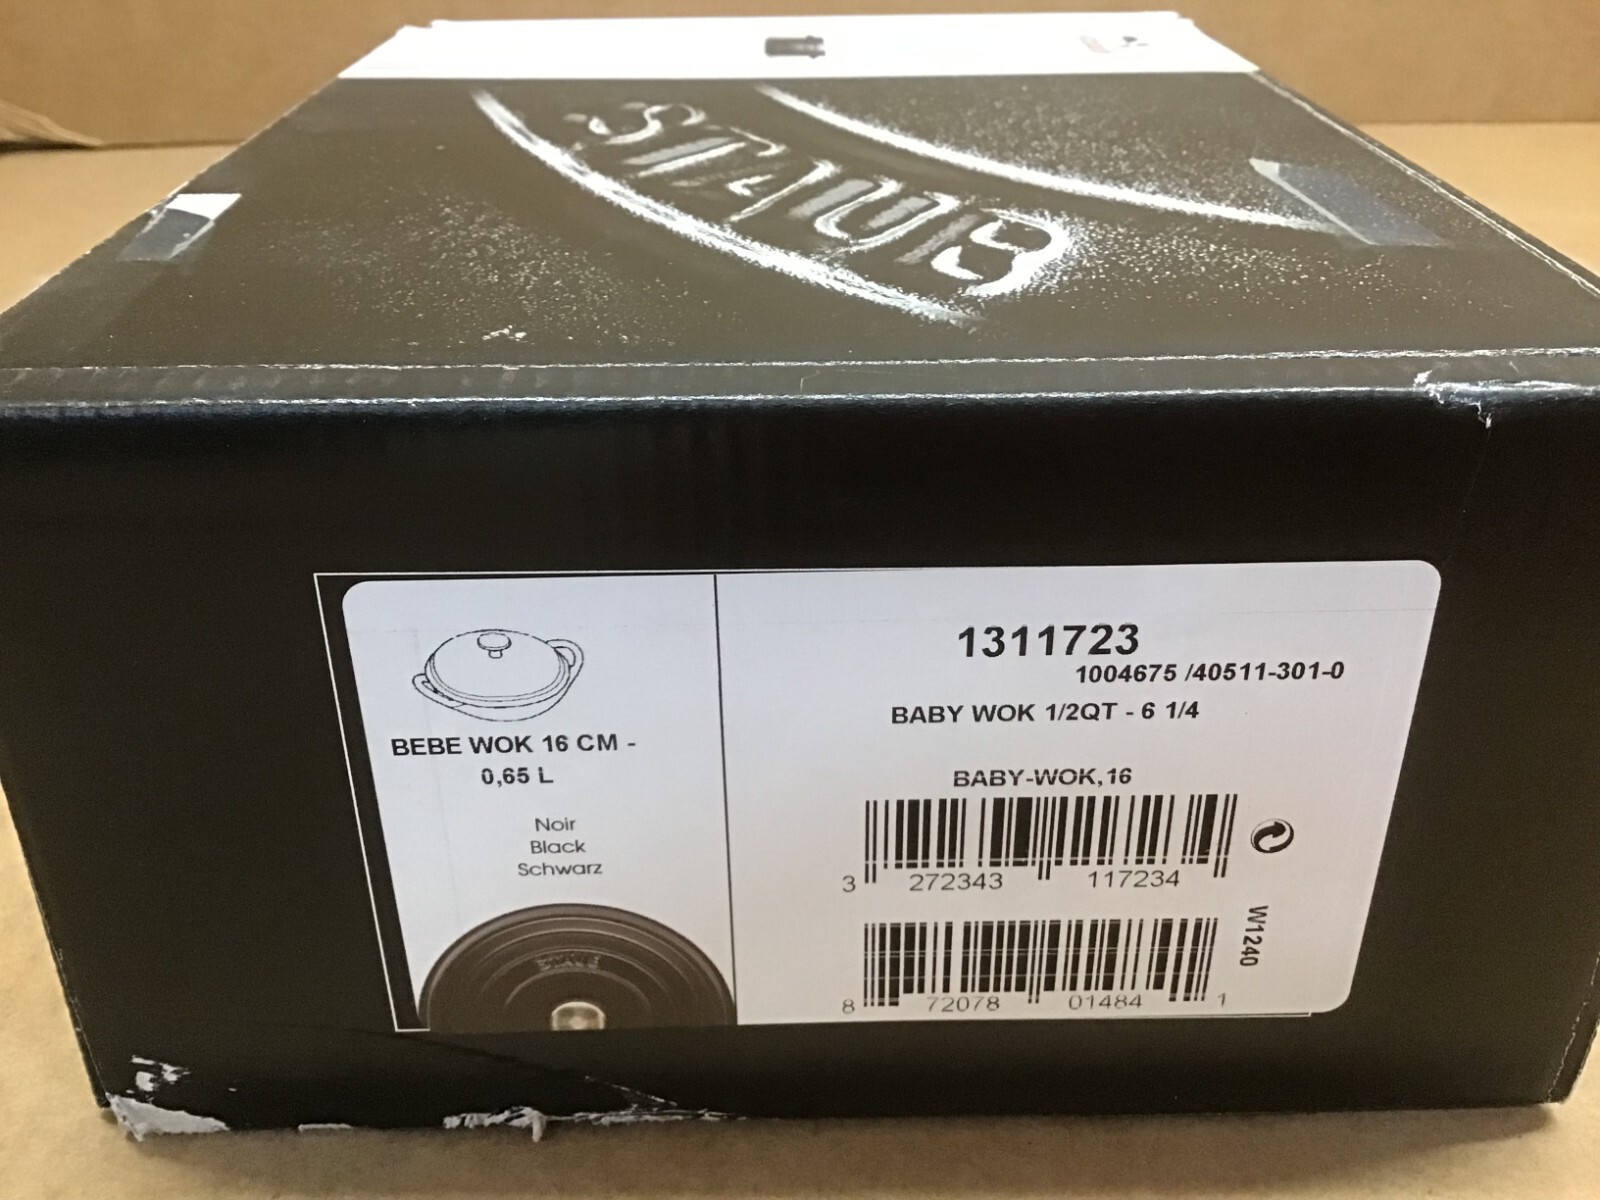 STAUB
BEBE WOK 16 CM -
0,65 L
Noir
Black
Schwarz
STAUB
1311723
1004675 /40511-301-0
BABY WOK 1/2QT - 6 1/4
BABY-WOK,16
3 272343 117234
W1240
8 72078 01484 1